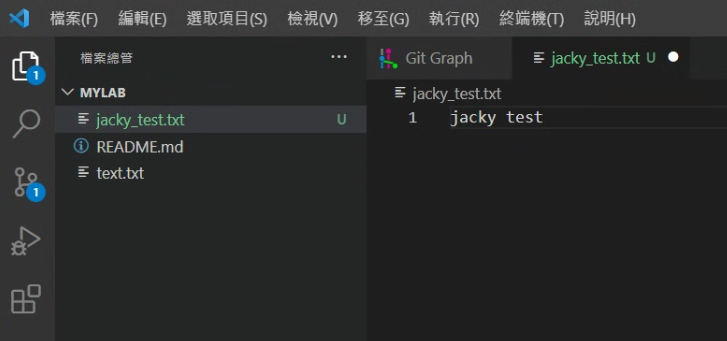 檔案(F) 編輯(E) 選取項目(S) 檢視(V) 移至(G) 執行(R) 終端機(T) 說明(H)
檔案總管 ...
MYLAB
jacky_test.txt U
README.md
text.txt
1
1
Git Graph jacky_test.txt U
jacky_test.txt
1 jacky test